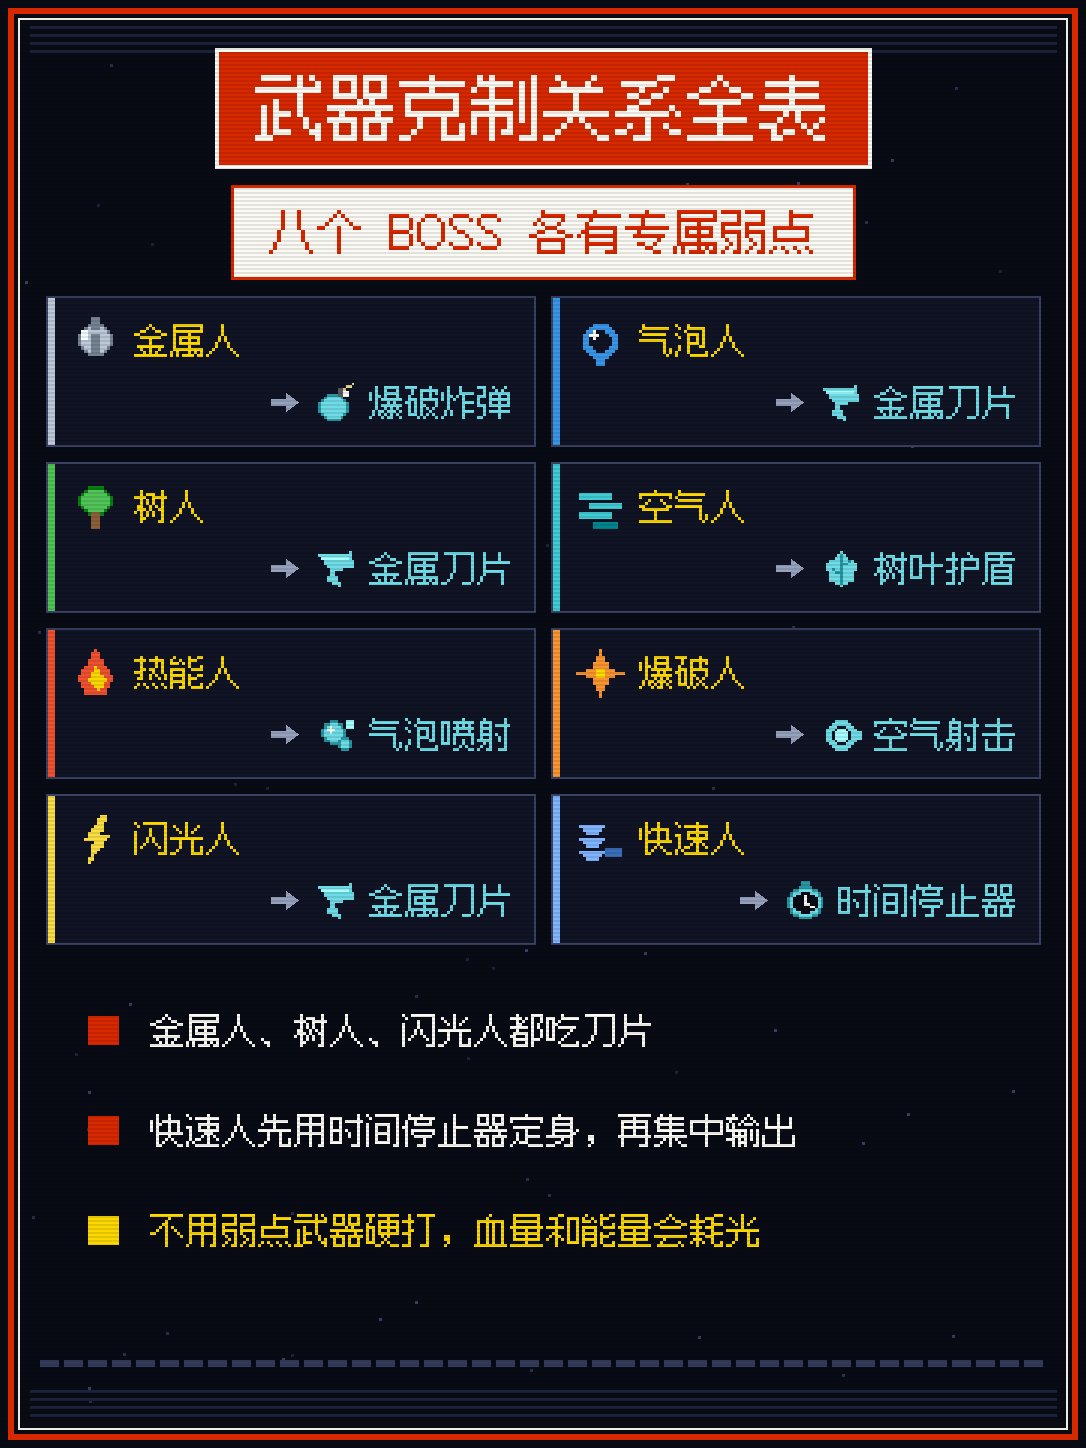 武器克制关系全表
八个 BOSS 各有专属弱点
金属人
爆破炸弹
气泡人
金属刀片
树人
金属刀片
空气人
树叶护盾
热能人
气泡喷射
爆破人
空气射击
闪光人
金属刀片
快速人
时间停止器
金属人、树人、闪光人都吃刀片
快速人先用时间停止器定身，再集中输出
不用弱点武器硬打，血量和能量会耗光